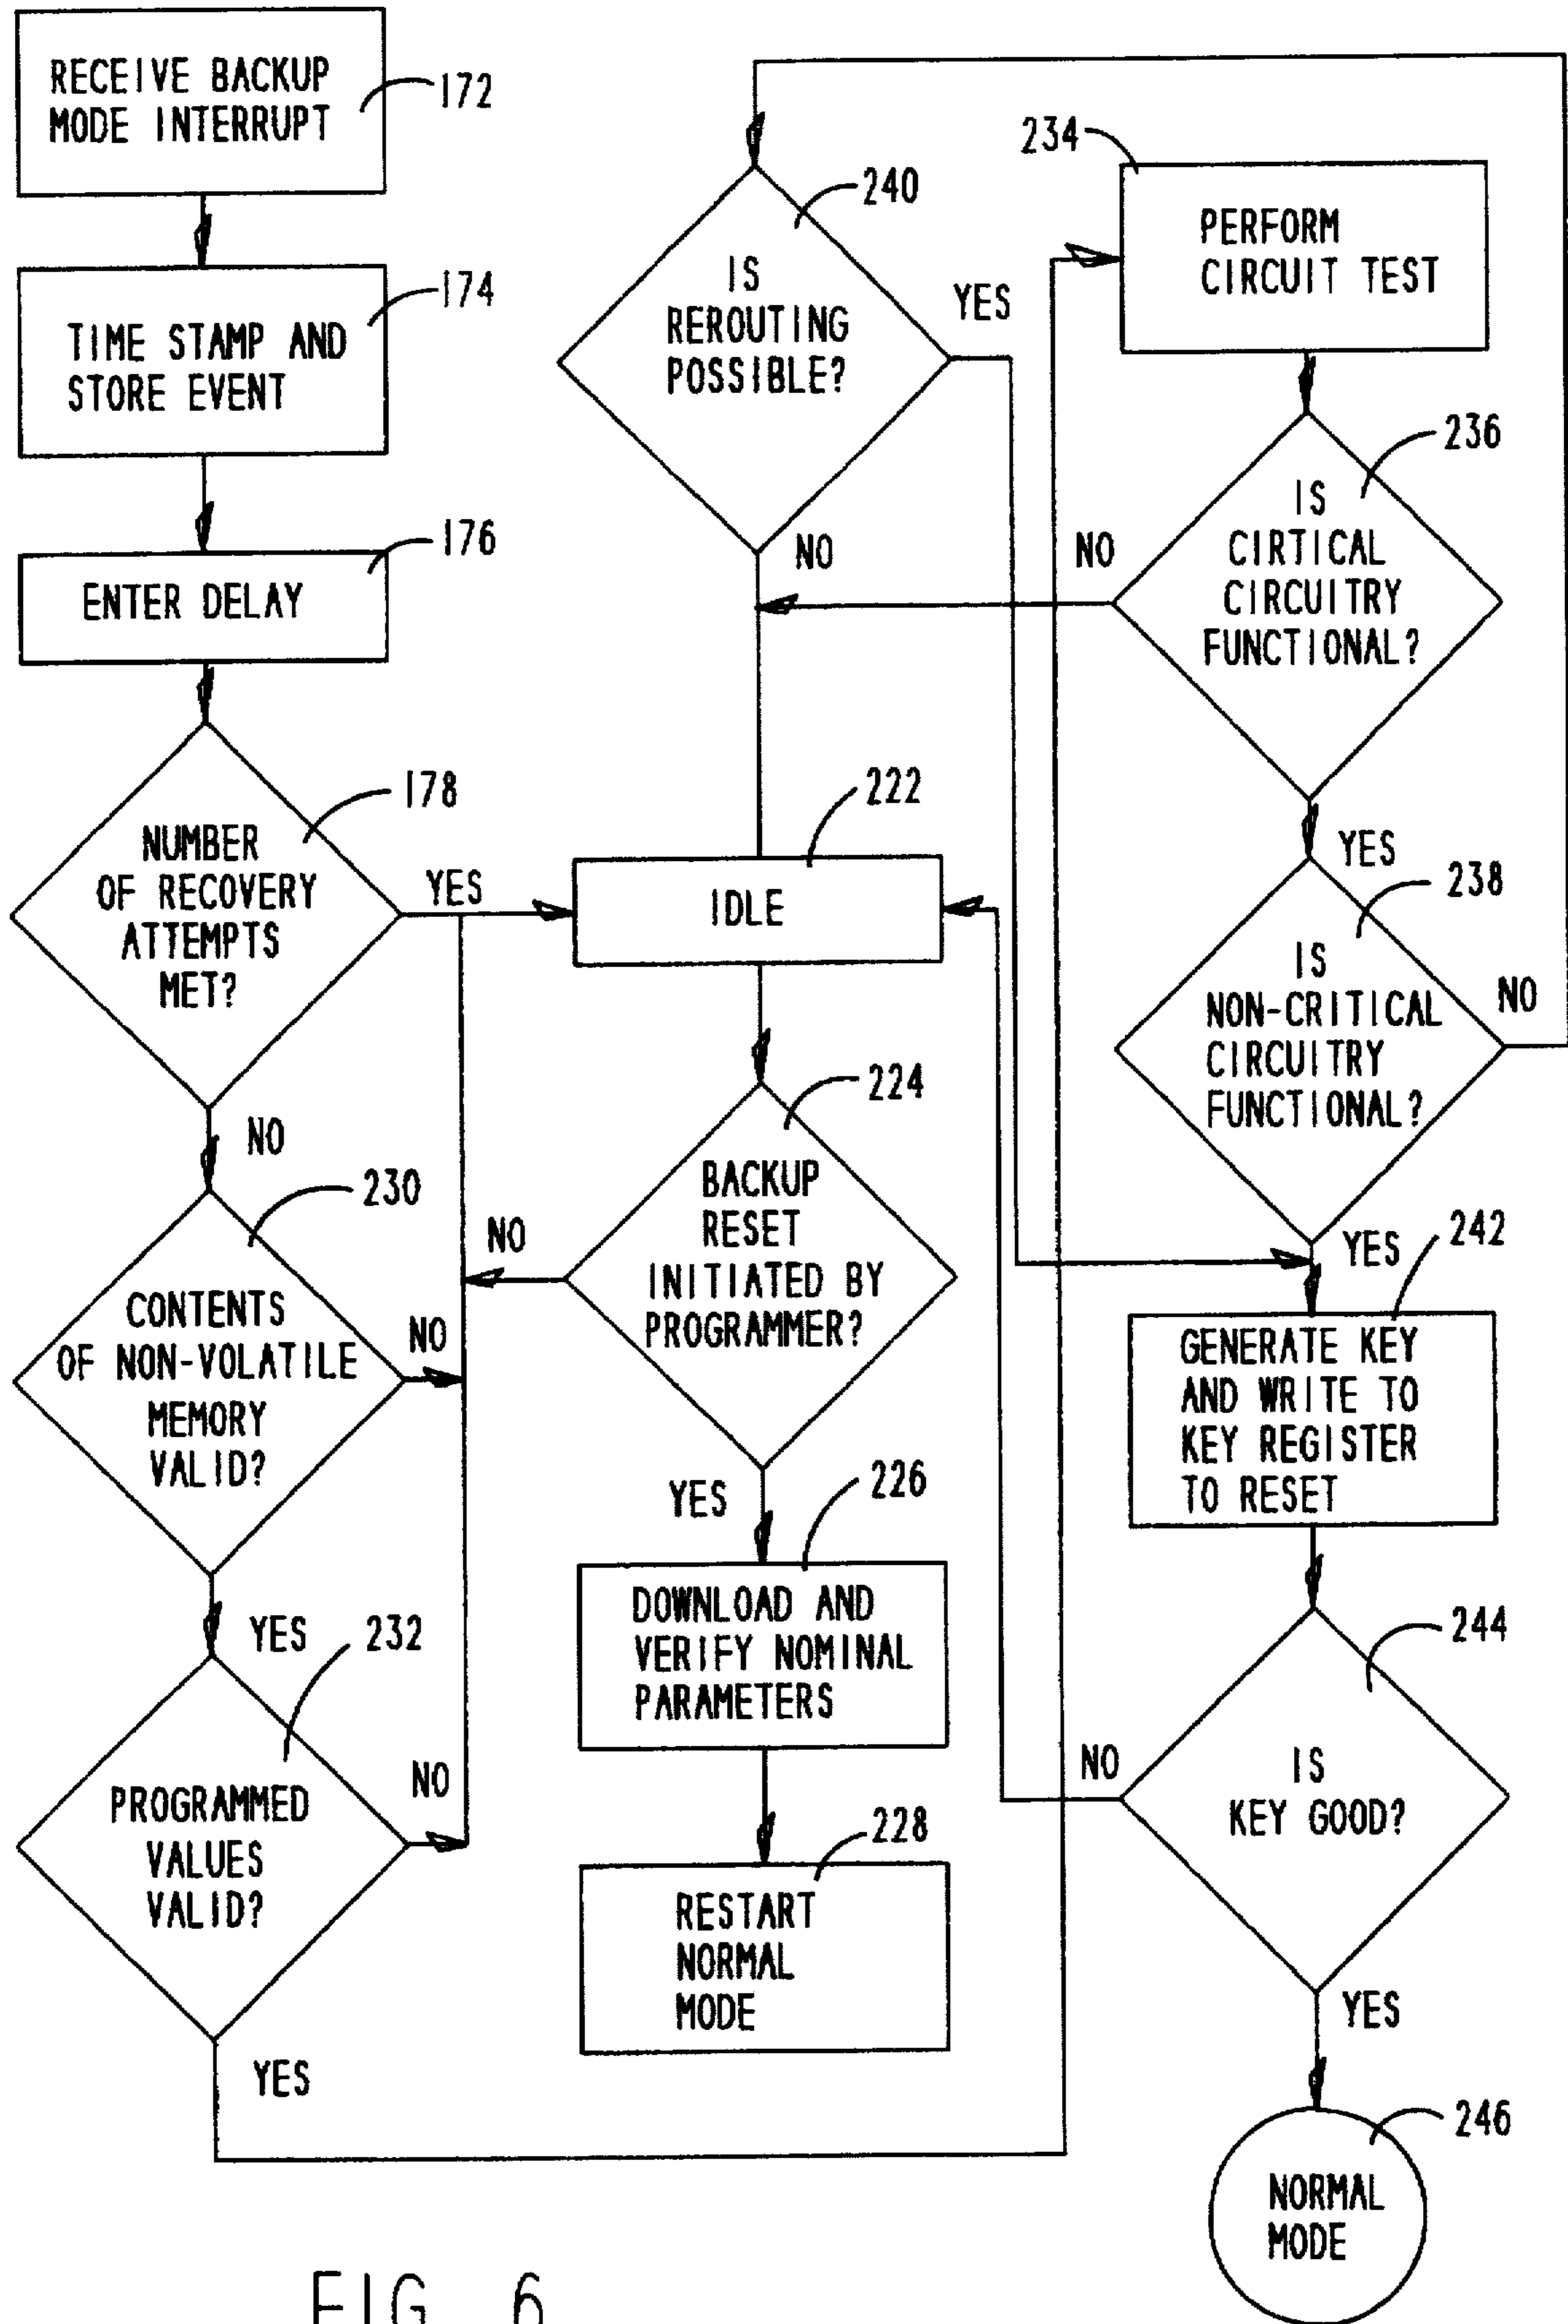 RECEIVE BACKUP
MODE INTERRUPT
172
TIME STAMP AND
STORE EVENT
174
ENTER DELAY
176
NUMBER
OF RECOVERY
ATTEMPTS
MET?
178
YES
NO
CONTENTS
OF NON-VOLATILE
MEMORY
VALID?
230
NO
YES
PROGRAMMED
VALUES
VALID?
232
NO
YES
IS
REROUTING
POSSIBLE?
240
YES
NO
IDLE
222
BACKUP
RESET
INITIATED BY
PROGRAMMER?
224
NO
YES
DOWNLOAD AND
VERIFY NOMINAL
PARAMETERS
226
RESTART
NORMAL
MODE
228
234
PERFORM
CIRCUIT TEST
IS
CIRTICAL
CIRCUITRY
FUNCTIONAL?
236
NO
YES
IS
NON-CRITICAL
CIRCUITRY
FUNCTIONAL?
238
NO
YES
GENERATE KEY
AND WRITE TO
KEY REGISTER
TO RESET
242
IS
KEY GOOD?
244
NO
YES
NORMAL
MODE
246
FIG. 6